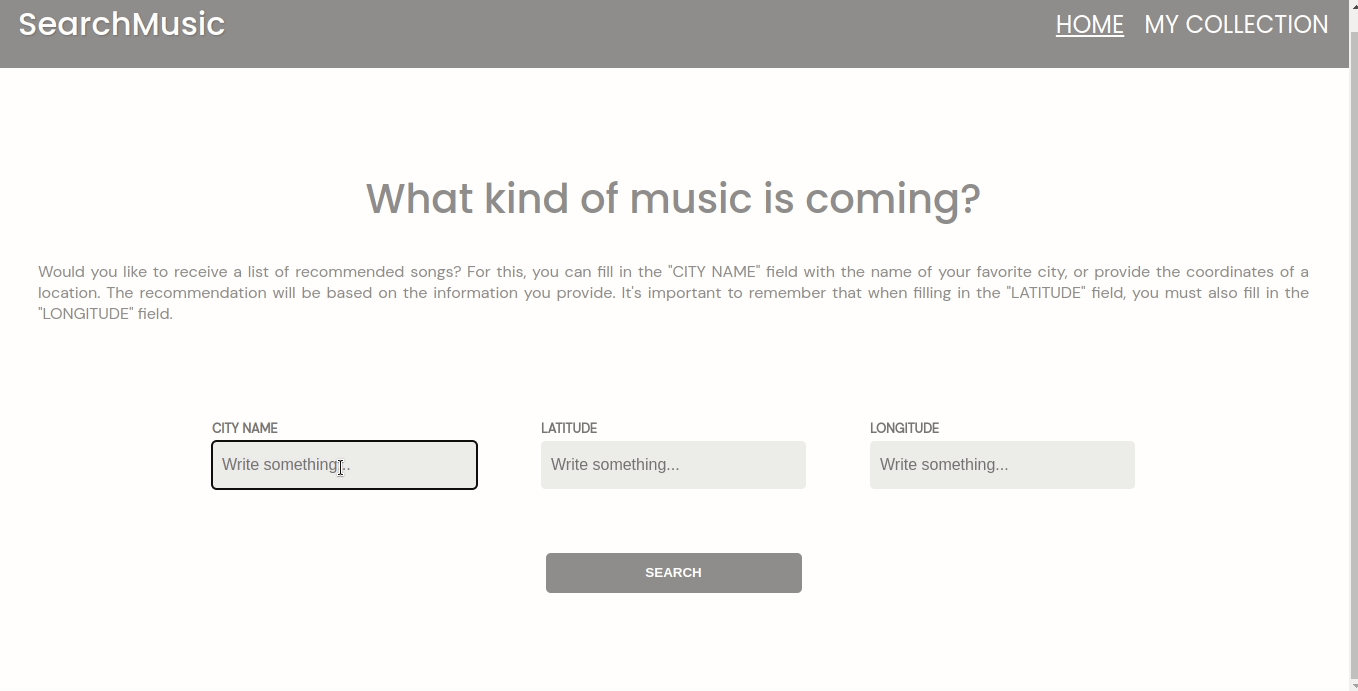 SearchMusic
HOME MY COLLECTION
What kind of music is coming?
Would you like to receive a list of recommended songs? For this, you can fill in the "CITY NAME" field with the name of your favorite city, or provide the coordinates of a
location. The recommendation will be based on the information you provide. It's important to remember that when filling in the "LATITUDE" field, you must also fill in the
"LONGITUDE" field.
CITY NAME LATITUDE LONGITUDE
Write something... Write something... Write something...
SEARCH